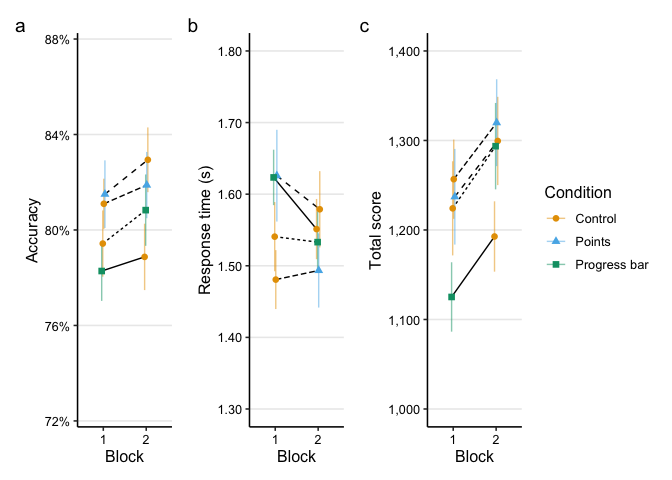 a
Accuracy
88%
84%
80%
76%
72%
1
2
Block
b
Response time (s)
1.80
1.70
1.60
1.50
1.40
1.30
1
2
Block
c
Total score
1,400
1,300
1,200
1,100
1,000
1
2
Block
Condition
Control
Points
Progress bar